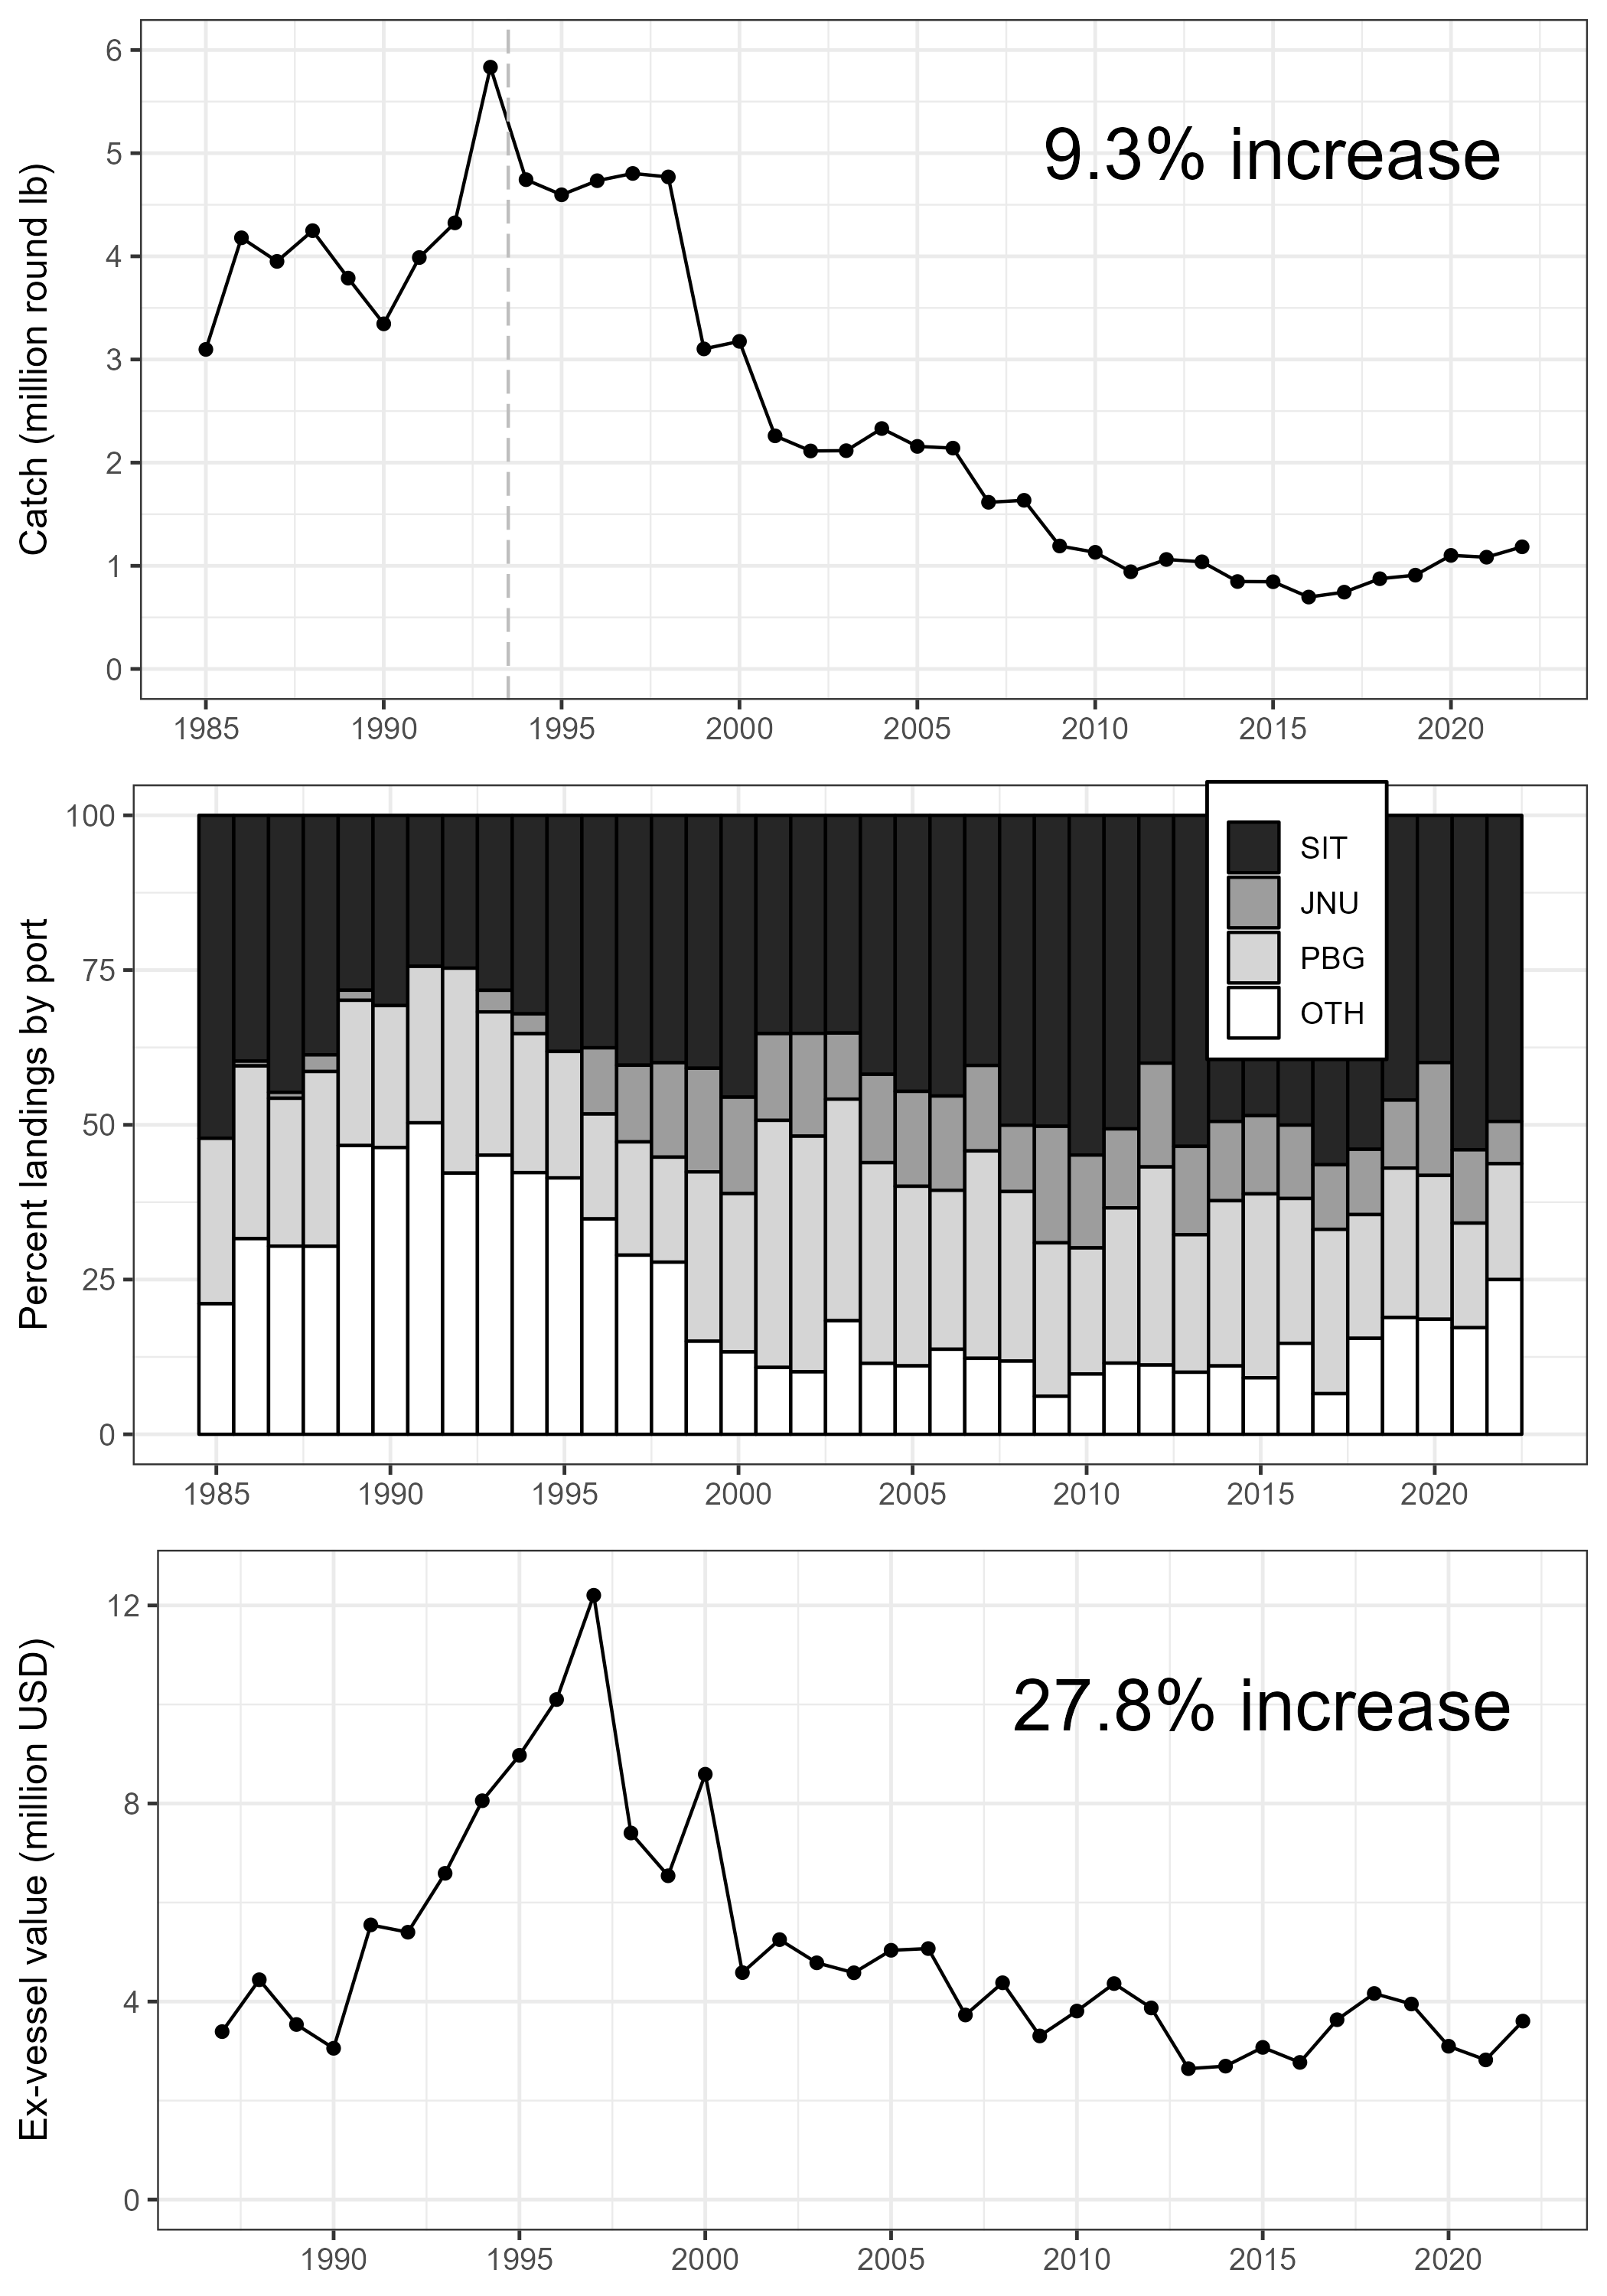 Catch (million round lb)
6
5
4
3
2
1
0
9.3% increase
1985 1990 1995 2000 2005 2010 2015 2020
Percent landings by port
100
75
50
25
0
SIT
JNU
PBG
OTH
1985 1990 1995 2000 2005 2010 2015 2020
Ex-vessel value (million USD)
12
8
4
0
27.8% increase
1990 1995 2000 2005 2010 2015 2020